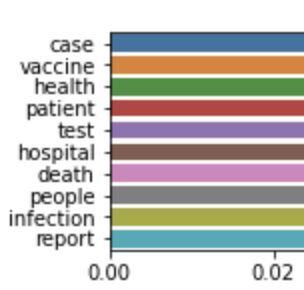 case
vaccine
health
patient
test
hospital
death
people
infection
report
0.00 0.02